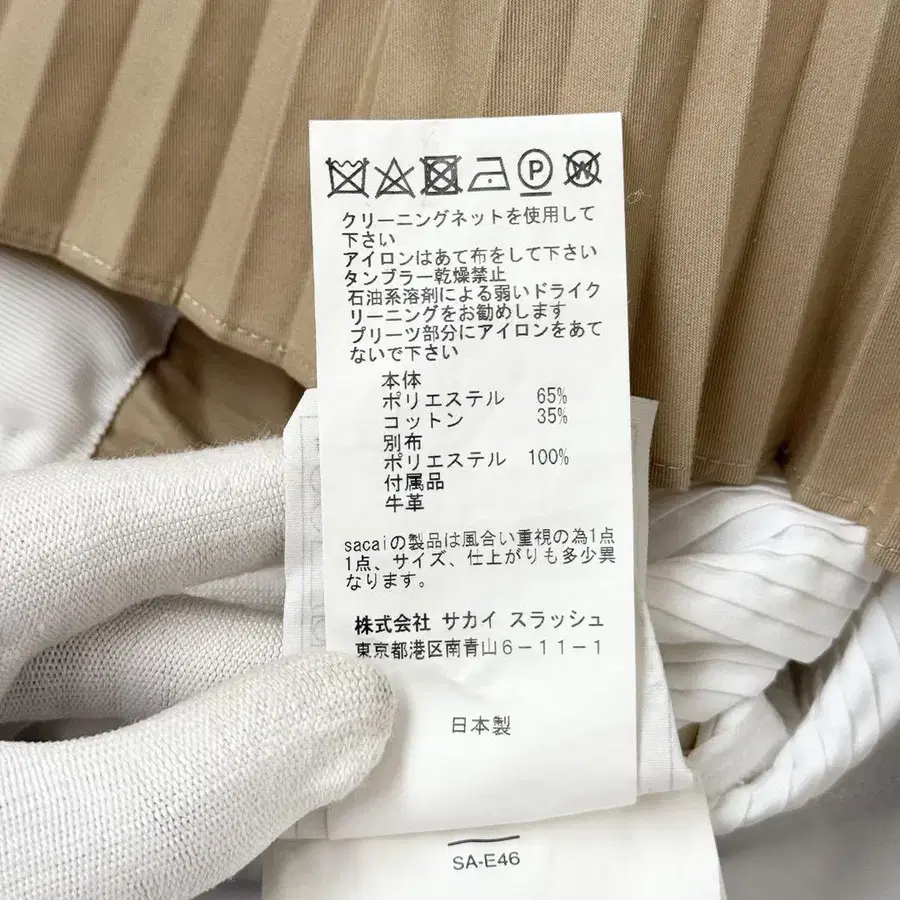 P W
クリーニングネットを使用して
下さい
アイロンはあて布をして下さい
タンブラー乾燥禁止
石油系溶剤による弱いドライク
リーニングをお勧めします
プリーツ部分にアイロンをあて
ないで下さい
本体
ポリエステル 65%
コットン 35%
別布
ポリエステル 100%
付属品
牛革
sacaiの製品は風合い重視の為1点
1点、サイズ、仕上がりも多少異
なります。
株式会社 サカイ スラッシュ
東京都港区南青山6-11-1
日本製
SA-E46